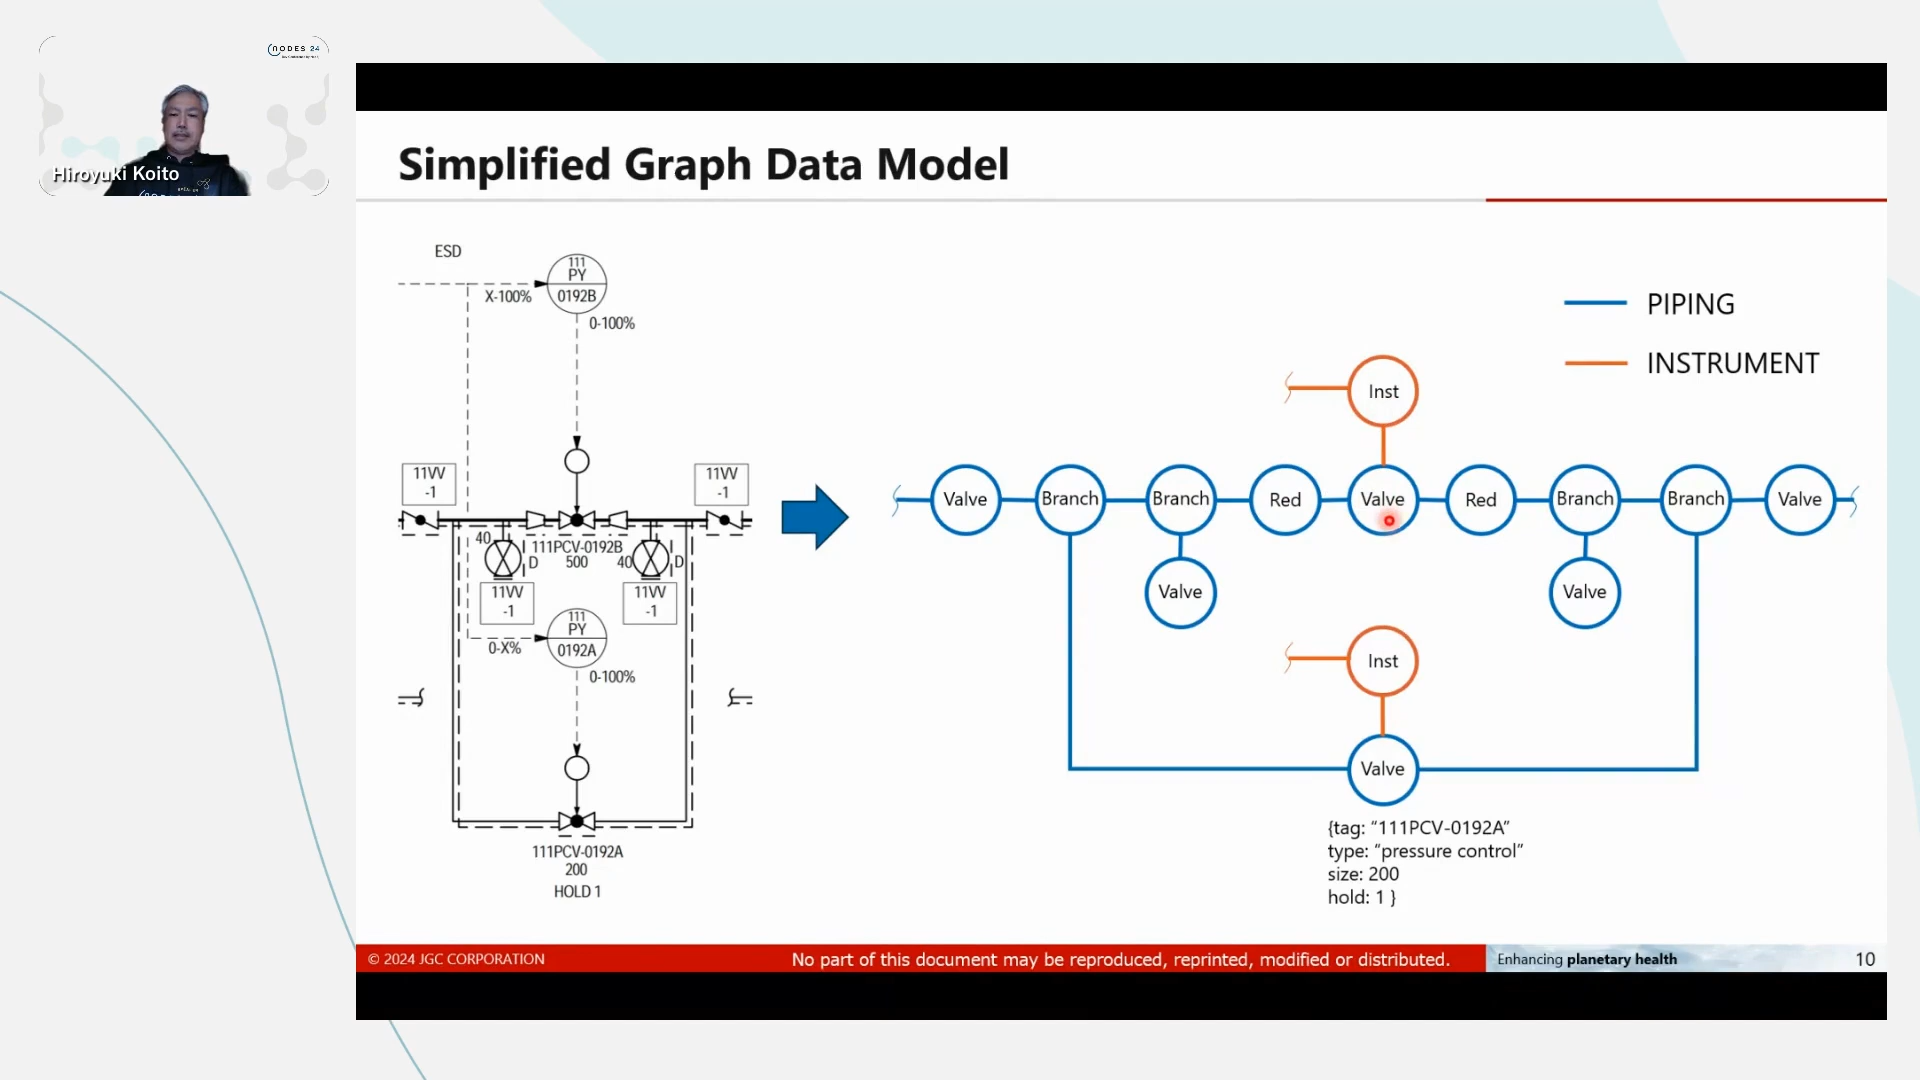 NODES 24
Hiroyuki Koito
Simplified Graph Data Model
ESD
111
PY
0192B
X-100%
0-100%
11VV
-1
11VV
-1
40
D
111PCV-0192B
500
40
D
11VV
-1
11VV
-1
111
PY
0192A
0-X%
0-100%
111PCV-0192A
200
HOLD 1
PIPING
INSTRUMENT
Inst
Valve
Branch
Branch
Red
Valve
Red
Branch
Branch
Valve
Valve
Valve
Inst
Valve
{tag: “111PCV-0192A”
type: “pressure control”
size: 200
hold: 1 }
© 2024 JGC CORPORATION
No part of this document may be reproduced, reprinted, modified or distributed.
Enhancing planetary health
10